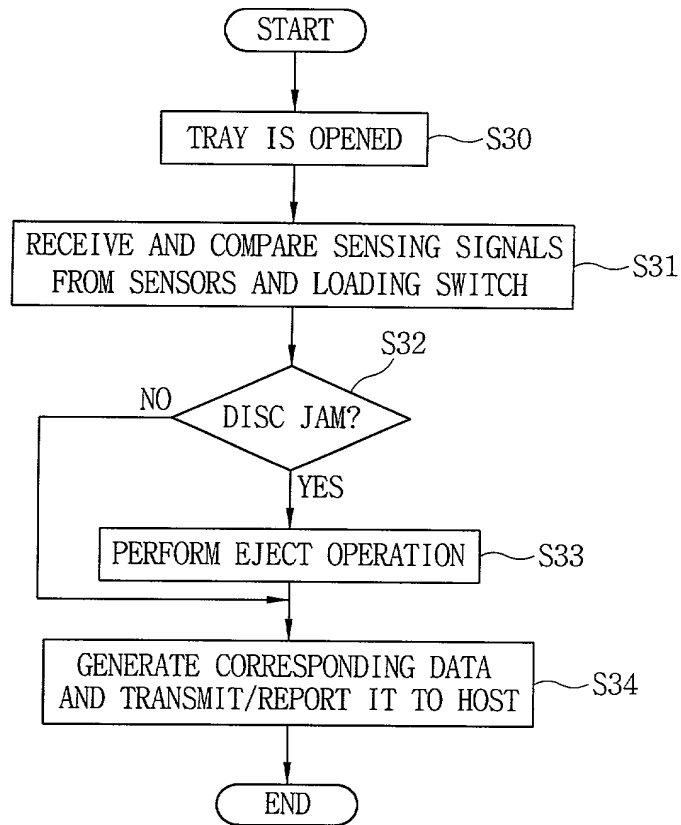 START
TRAY IS OPENED
S30
RECEIVE AND COMPARE SENSING SIGNALS
FROM SENSORS AND LOADING SWITCH
S31
S32
NO
DISC JAM?
YES
PERFORM EJECT OPERATION
S33
GENERATE CORRESPONDING DATA
AND TRANSMIT/REPORT IT TO HOST
S34
END